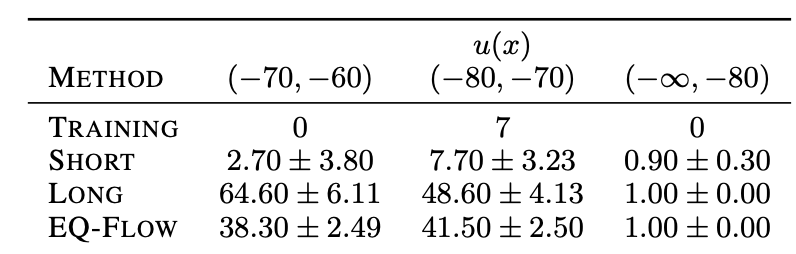 u(x)
METHOD (−70, −60) (−80, −70) (−∞, −80)
TRAINING 0 7 0
SHORT 2.70 ± 3.80 7.70 ± 3.23 0.90 ± 0.30
LONG 64.60 ± 6.11 48.60 ± 4.13 1.00 ± 0.00
EQ-FLOW 38.30 ± 2.49 41.50 ± 2.50 1.00 ± 0.00